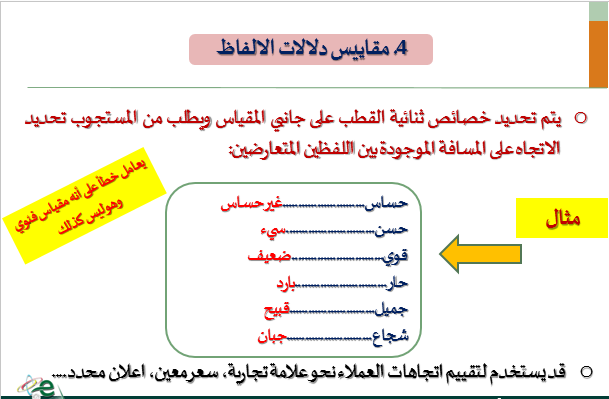 4. مقاييس دلالات الالفاظ
يتم تحديد خصائص ثنائية القطب على جانبي المقياس ويطلب من المستجوب تحديد
الاتجاه على المسافة الموجودة بين اللفظين المتعارضين:
يعامل خطأ على أنه مقياس فئوي
وهو ليس كذلك
مثال
حساس........................غير حساس
حسن..........................سيء
قوي...........................ضعيف
حار...........................بارد
جميل.........................قبيح
شجاع.........................جبان
قد يستخدم لتقييم اتجاهات العملاء نحو علامة تجارية، سعر معين، اعلان محدد....
e